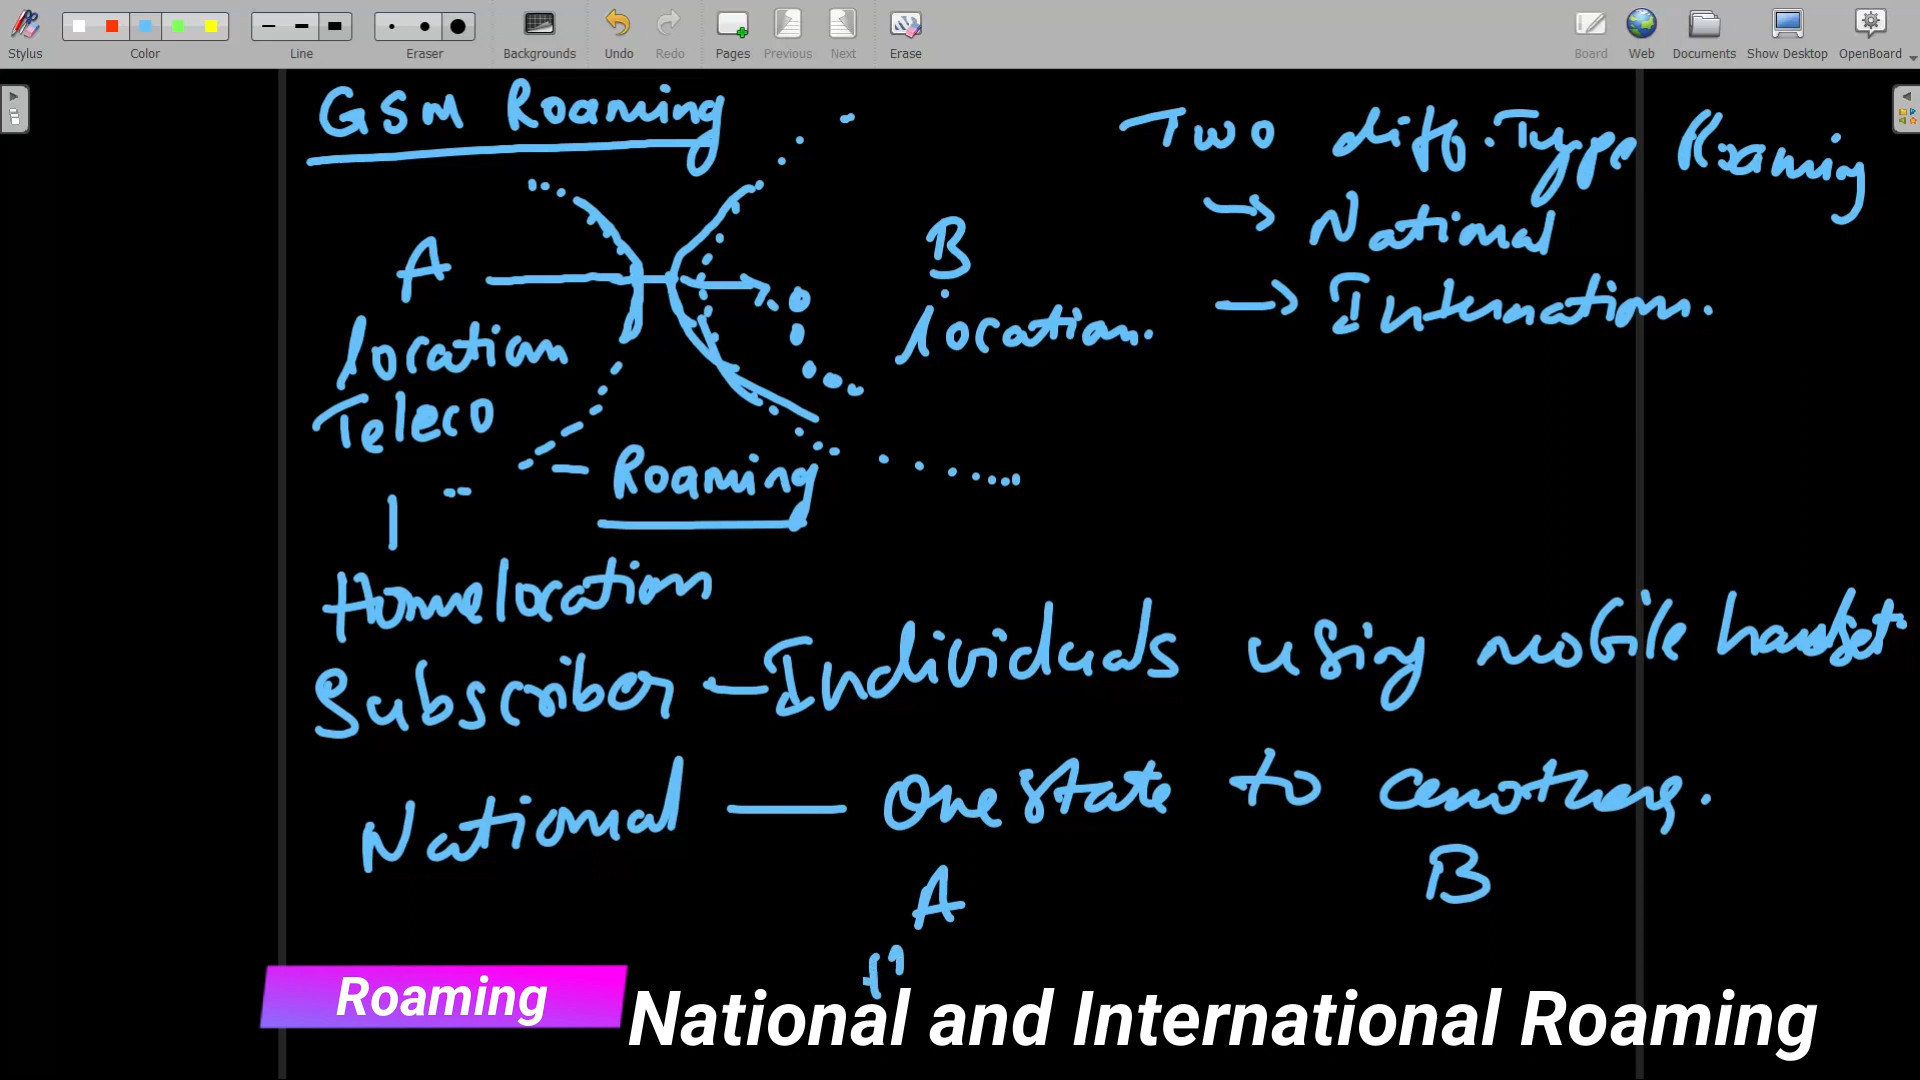 Stylus Color Line Eraser Backgrounds Undo Redo Pages Previous Next Erase Board Web Documents Show Desktop OpenBoard
GSM Roaming
Two diff. Type Roaming
→ National
→ Internation.
A
location
Teleco
B
location.
- Roaming
Homelocation
Subscriber - Individuals using mobile handset.
National — One state to
A
B
Roaming
National and International Roaming